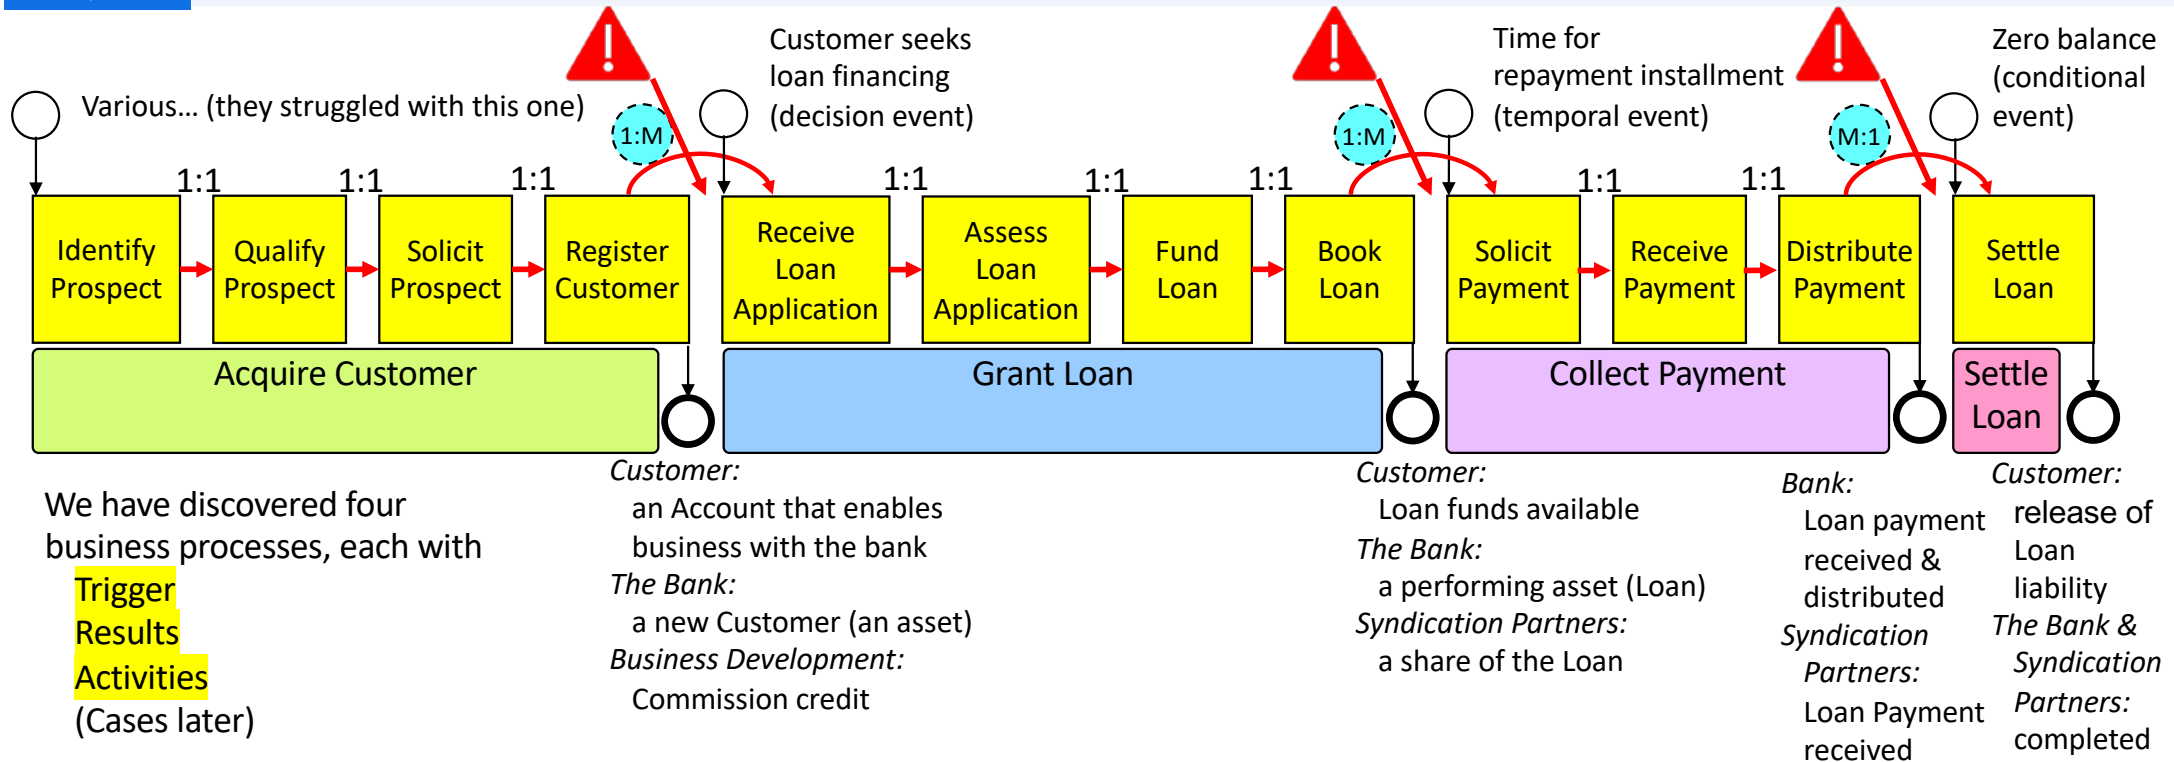 Various... (they struggled with this one)
Customer seeks
loan financing
(decision event)
Time for
repayment installment
(temporal event)
Zero balance
(conditional
event)
1:M
1:M
M:1
1:1
1:1
1:1
1:1
1:1
1:1
1:1
1:1
Identify
Prospect
Qualify
Prospect
Solicit
Prospect
Register
Customer
Receive
Loan
Application
Assess
Loan
Application
Fund
Loan
Book
Loan
Solicit
Payment
Receive
Payment
Distribute
Payment
Settle
Loan
Acquire Customer
Grant Loan
Collect Payment
Settle
Loan
We have discovered four
business processes, each with
Trigger
Results
Activities
(Cases later)
Customer:
an Account that enables
business with the bank
The Bank:
a new Customer (an asset)
Business Development:
Commission credit
Customer:
Loan funds available
The Bank:
a performing asset (Loan)
Syndication Partners:
a share of the Loan
Bank:
Loan payment
received &
distributed
Syndication
Partners:
Loan Payment
received
Customer:
release of
Loan
liability
The Bank &
Syndication
Partners:
completed